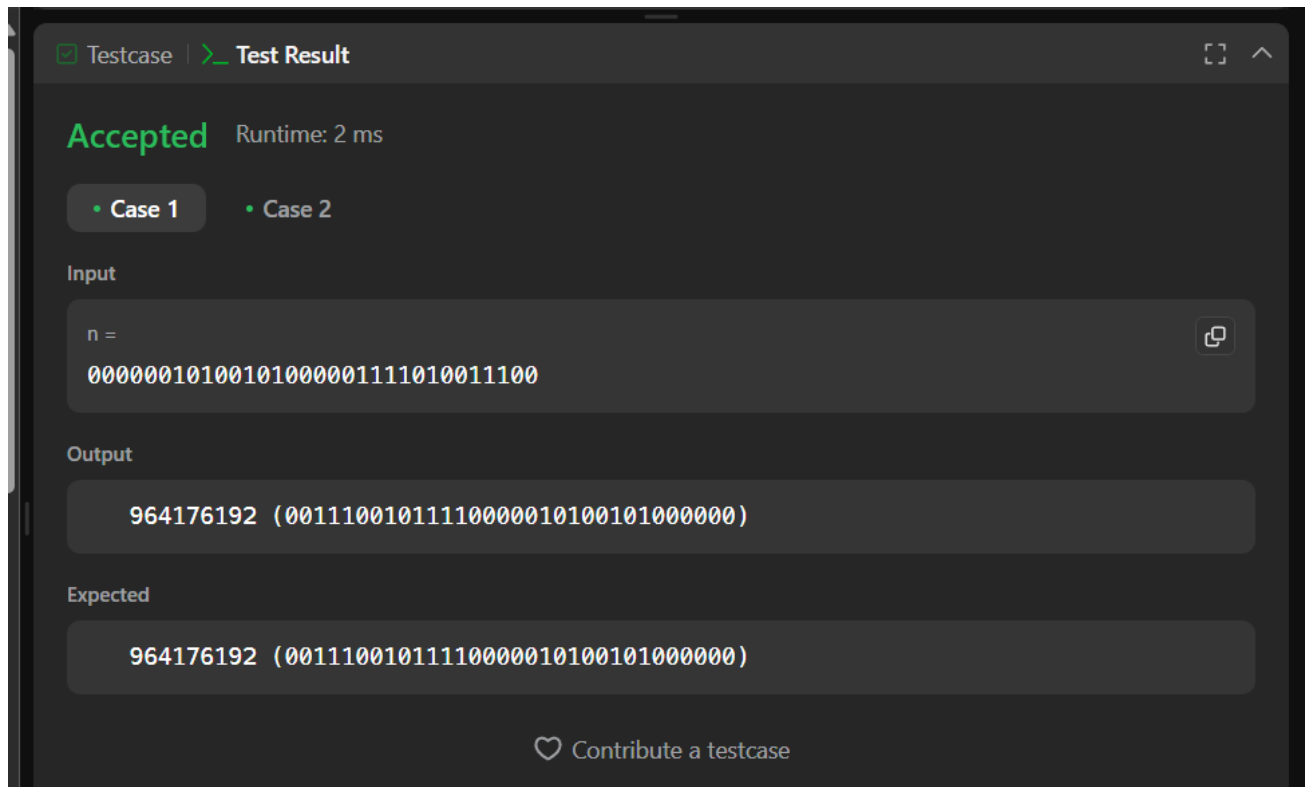 Testcase
Test Result
Accepted Runtime: 2 ms
Case 1 Case 2
Input
n =
00000010100101000001111010011100
Output
964176192 (00111001011110000010100101000000)
Expected
964176192 (00111001011110000010100101000000)
Contribute a testcase